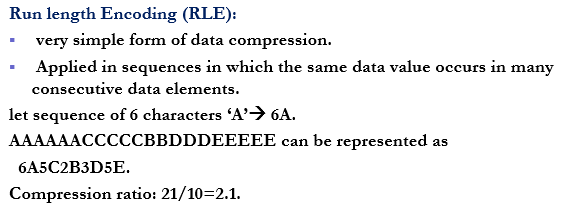 Run length Encoding (RLE):
▪ very simple form of data compression.
▪ Applied in sequences in which the same data value occurs in many
consecutive data elements.
let sequence of 6 characters ‘A’→ 6A.
AAAAAACCCCCBBDDDEEEEE can be represented as
6A5C2B3D5E.
Compression ratio: 21/10=2.1.